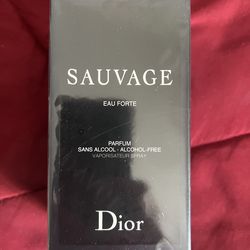 SAUVAGE
EAU FORTE
PARFUM
SANS ALCOOL - ALCOHOL-FREE
VAPORISATEUR SPRAY
Dior